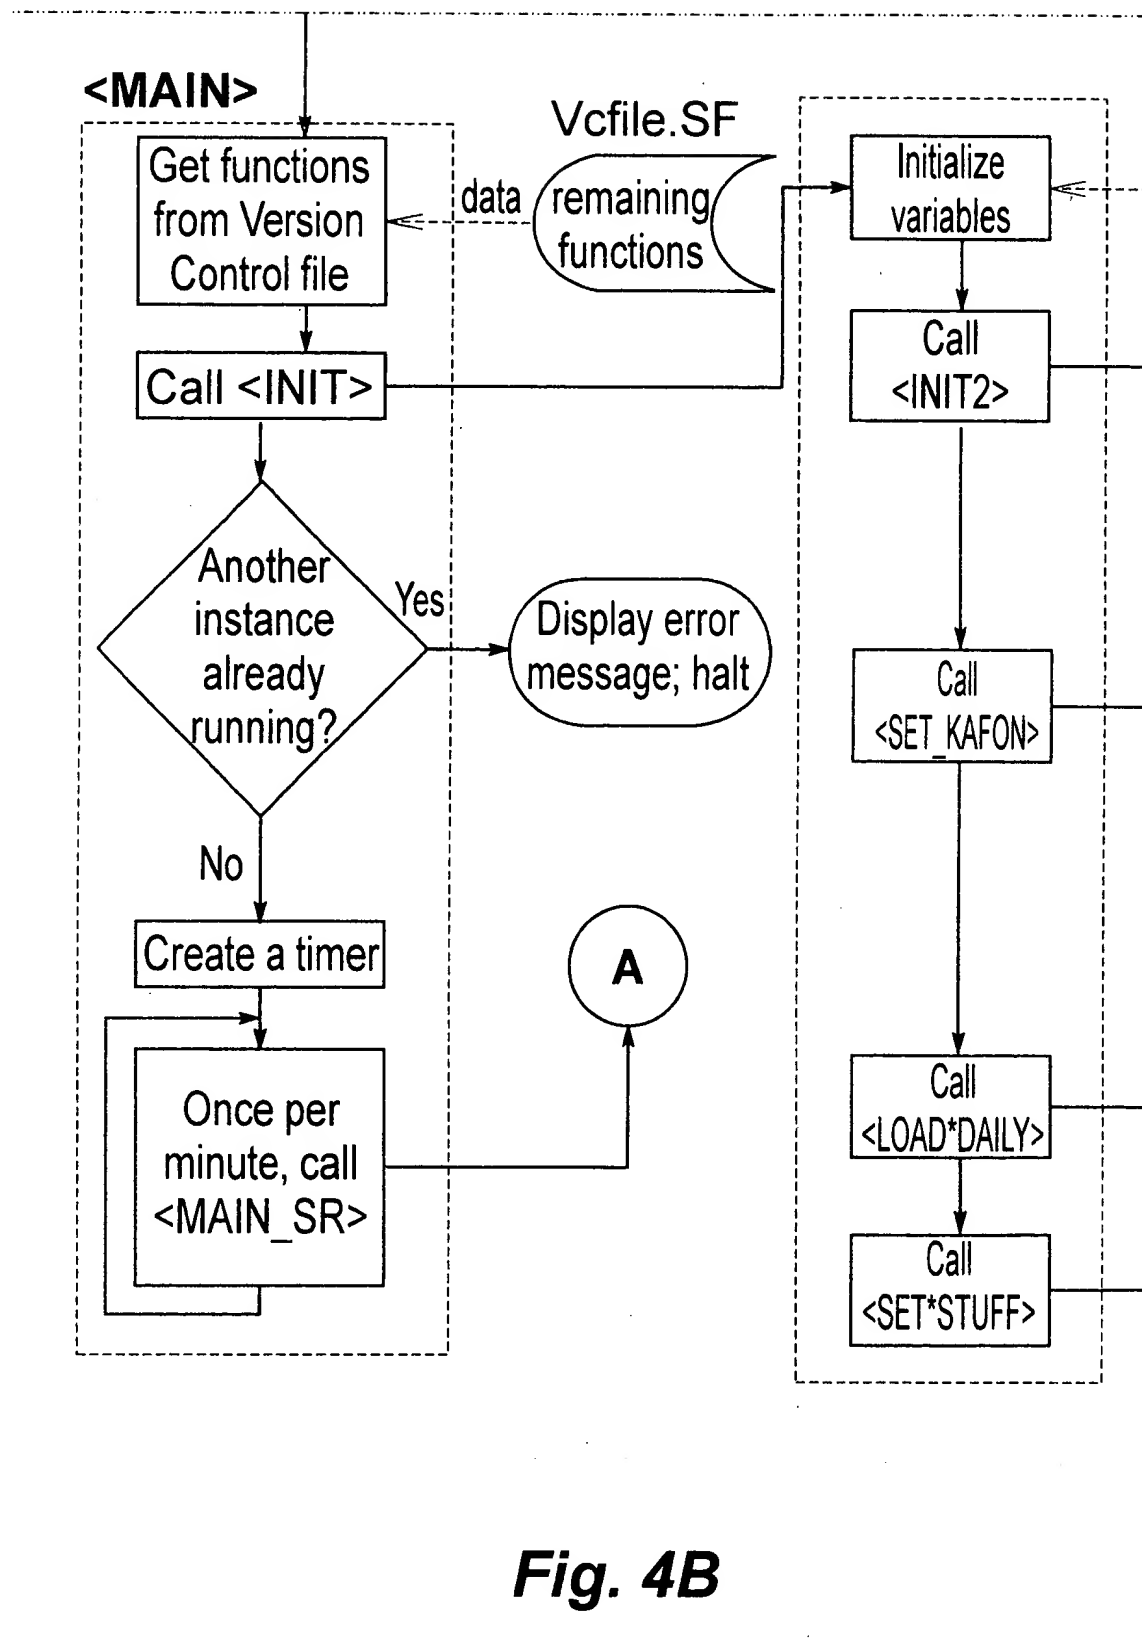 <MAIN>
Get functions
from Version
Control file
data
Vcfile.SF
remaining
functions
Call <INIT>
Another
instance
already
running?
Yes
Display error
message; halt
No
Create a timer
Once per
minute, call
<MAIN_SR>
A
Initialize
variables
Call
<INIT2>
Call
<SET_KAFON>
Call
<LOAD*DAILY>
Call
<SET*STUFF>
Fig. 4B